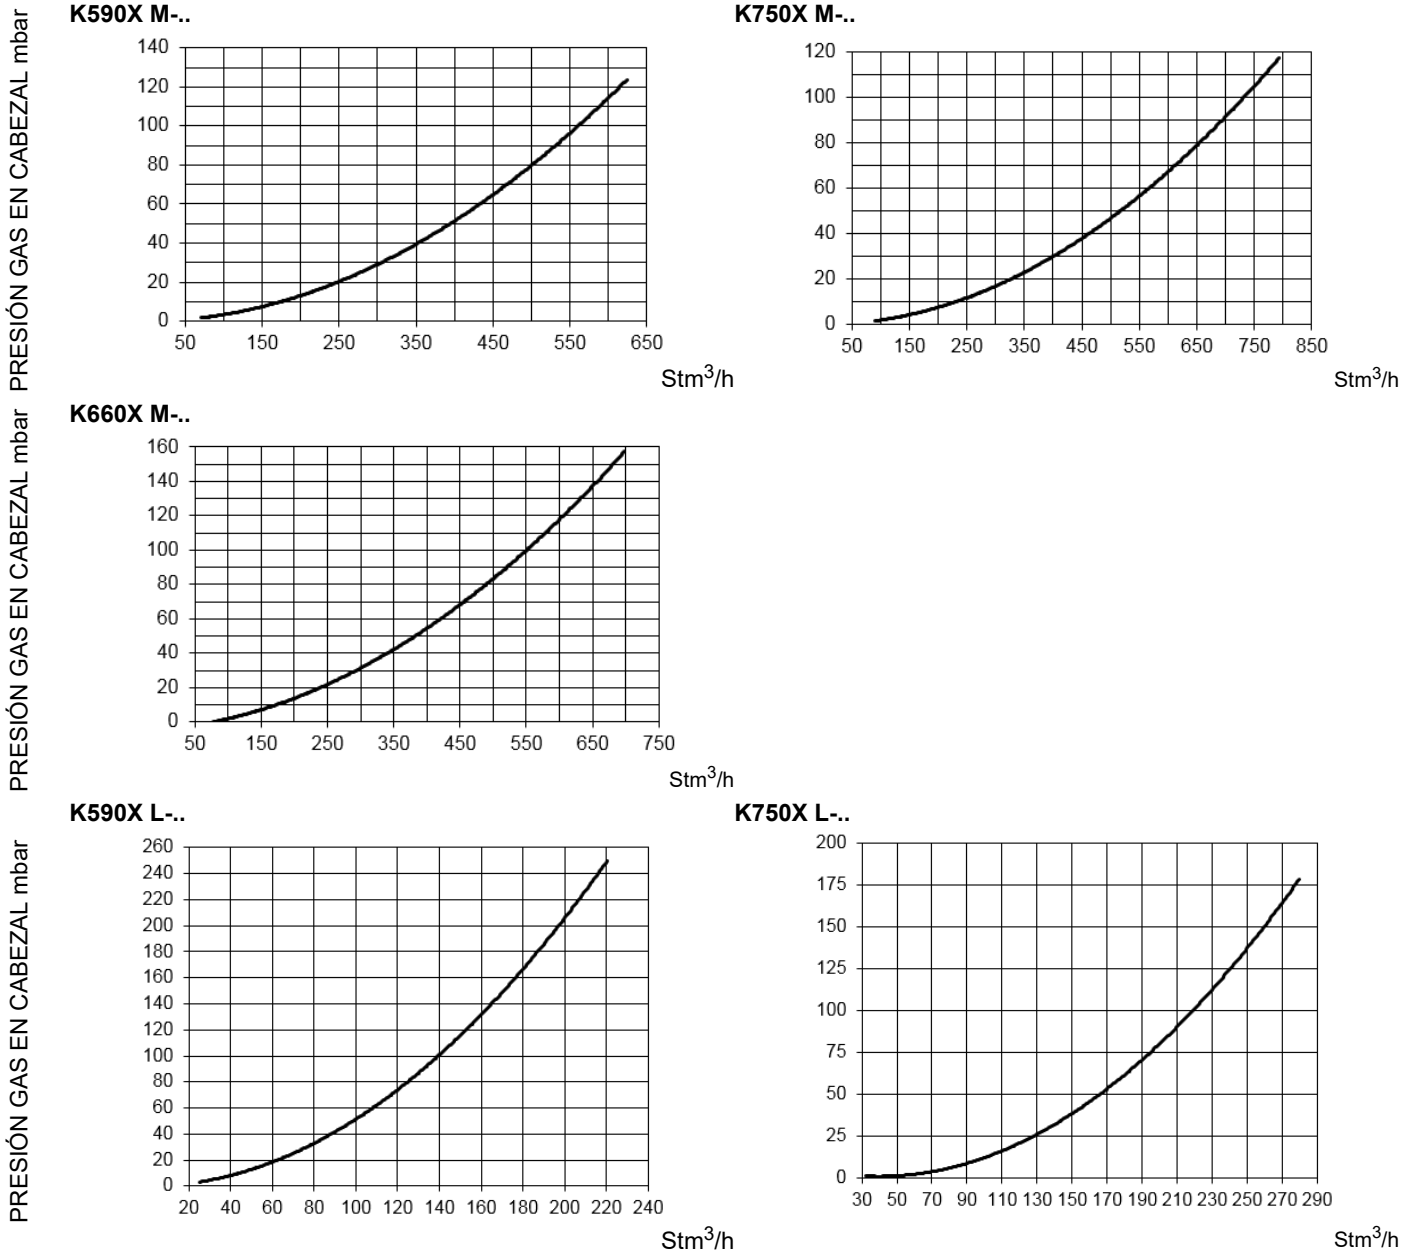 K590X M-..
PRESIÓN GAS EN CABEZAL mbar
140
120
100
80
60
40
20
0
50 150 250 350 450 550 650
Stm³/h
K750X M-..
120
100
80
60
40
20
0
50 150 250 350 450 550 650 750 850
Stm³/h
K660X M-..
PRESIÓN GAS EN CABEZAL mbar
160
140
120
100
80
60
40
20
0
50 150 250 350 450 550 650 750
Stm³/h
K590X L-..
PRESIÓN GAS EN CABEZAL mbar
260
240
220
200
180
160
140
120
100
80
60
40
20
0
20 40 60 80 100 120 140 160 180 200 220 240
Stm³/h
K750X L-..
200
175
150
125
100
75
50
25
0
30 50 70 90 110 130 150 170 190 210 230 250 270 290
Stm³/h